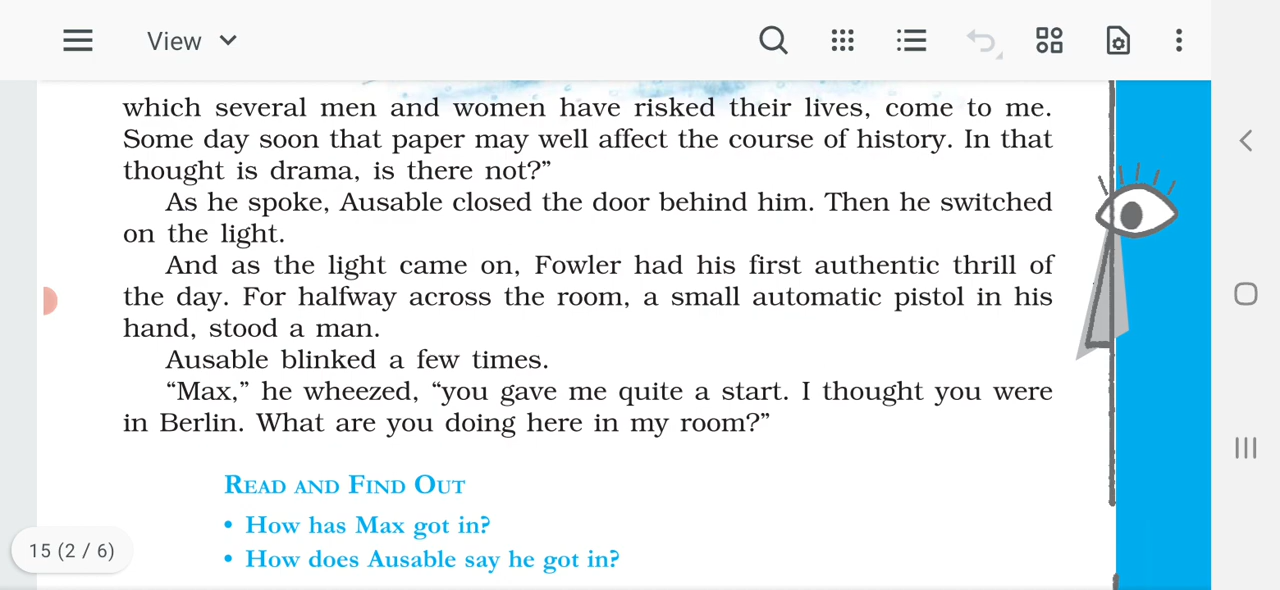 View
which several men and women have risked their lives, come to me.
Some day soon that paper may well affect the course of history. In that
thought is drama, is there not?”
As he spoke, Ausable closed the door behind him. Then he switched
on the light.
And as the light came on, Fowler had his first authentic thrill of
the day. For halfway across the room, a small automatic pistol in his
hand, stood a man.
Ausable blinked a few times.
“Max,” he wheezed, “you gave me quite a start. I thought you were
in Berlin. What are you doing here in my room?”
READ AND FIND OUT
• How has Max got in?
• How does Ausable say he got in?
15 (2 / 6)